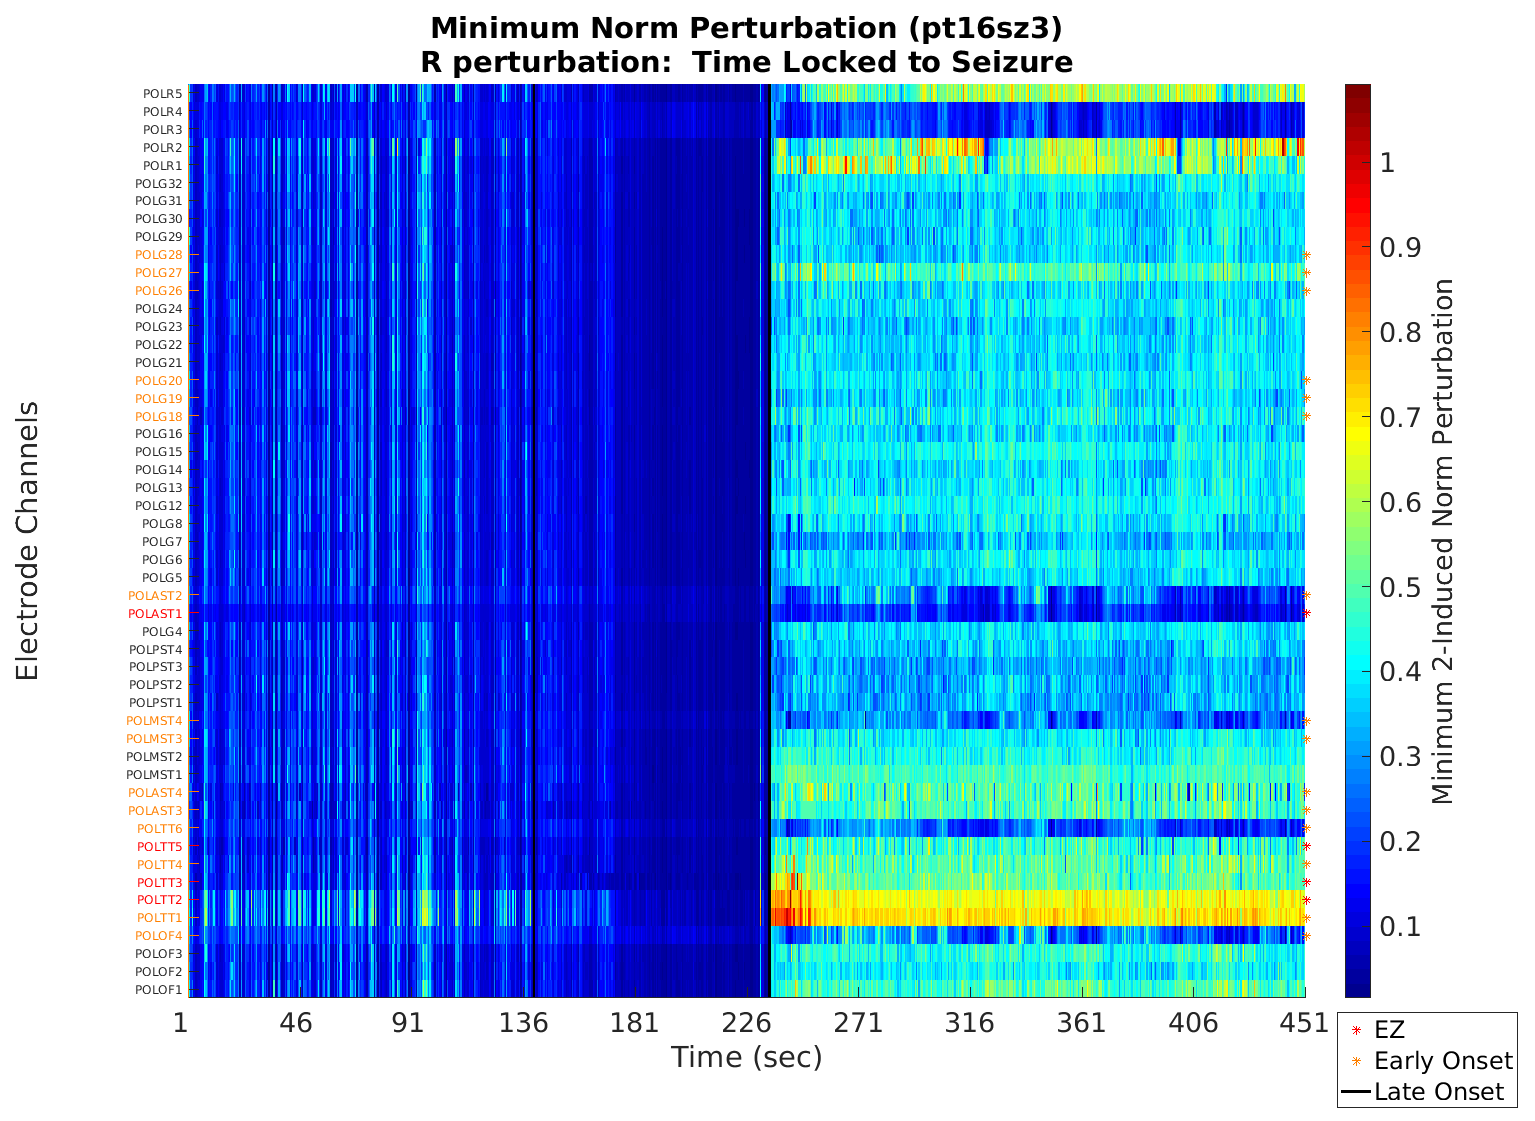 Minimum Norm Perturbation (pt16sz3)
R perturbation:  Time Locked to Seizure
Electrode Channels
POLR5
POLR4
POLR3
POLR2
POLR1
POLG32
POLG31
POLG30
POLG29
POLG28
POLG27
POLG26
POLG24
POLG23
POLG22
POLG21
POLG20
POLG19
POLG18
POLG16
POLG15
POLG14
POLG13
POLG12
POLG8
POLG7
POLG6
POLG5
POLAST2
POLAST1
POLG4
POLPST4
POLPST3
POLPST2
POLPST1
POLMST4
POLMST3
POLMST2
POLMST1
POLAST4
POLAST3
POLTT6
POLTT5
POLTT4
POLTT3
POLTT2
POLTT1
POLOF4
POLOF3
POLOF2
POLOF1
1 46 91 136 181 226 271 316 361 406 451
Time (sec)
1
0.9
0.8
0.7
0.6
0.5
0.4
0.3
0.2
0.1
Minimum 2-Induced Norm Perturbation
EZ
Early Onset
Late Onset